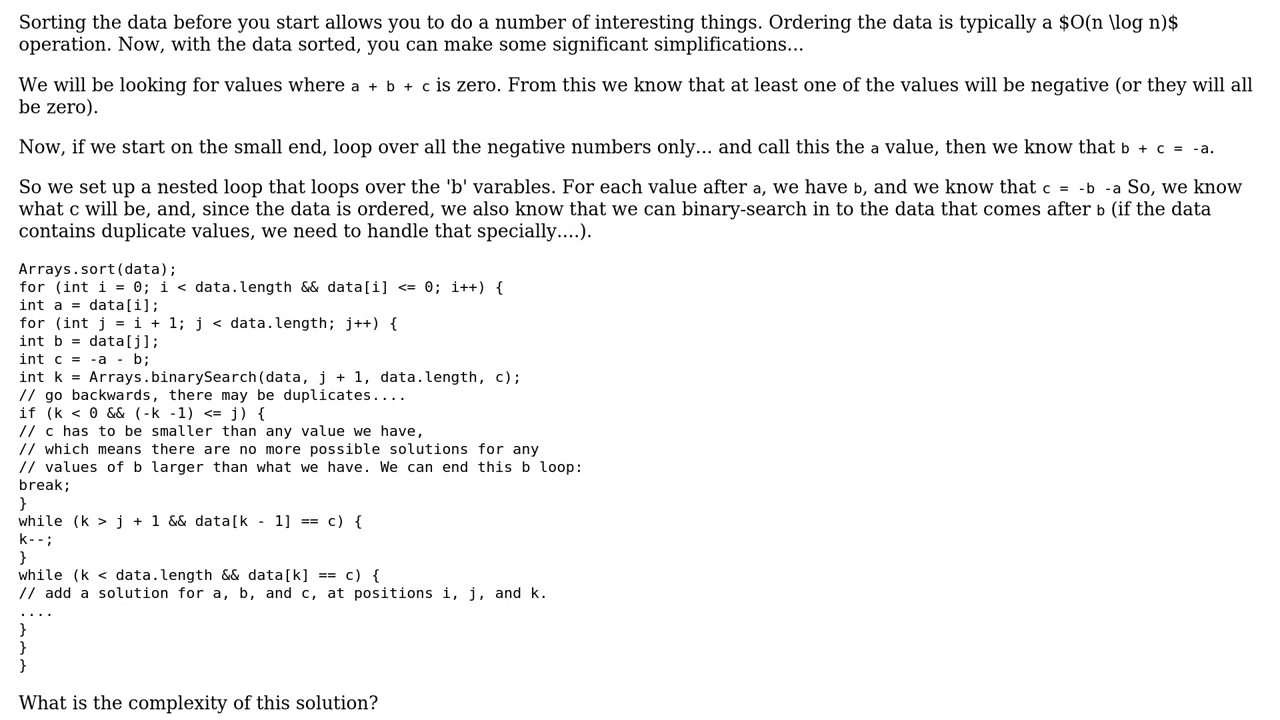 Sorting the data before you start allows you to do a number of interesting things. Ordering the data is typically a $O(n \log n)$
operation. Now, with the data sorted, you can make some significant simplifications...
We will be looking for values where a + b + c is zero. From this we know that at least one of the values will be negative (or they will all
be zero).
Now, if we start on the small end, loop over all the negative numbers only... and call this the a value, then we know that b + c = -a.
So we set up a nested loop that loops over the 'b' varables. For each value after a, we have b, and we know that c = -b -a So, we know
what c will be, and, since the data is ordered, we also know that we can binary-search in to the data that comes after b (if the data
contains duplicate values, we need to handle that specially....).
Arrays.sort(data);
for (int i = 0; i < data.length && data[i] <= 0; i++) {
int a = data[i];
for (int j = i + 1; j < data.length; j++) {
int b = data[j];
int c = -a - b;
int k = Arrays.binarySearch(data, j + 1, data.length, c);
// go backwards, there may be duplicates....
if (k < 0 && (-k -1) <= j) {
// c has to be smaller than any value we have,
// which means there are no more possible solutions for any
// values of b larger than what we have. We can end this b loop:
break;
}
while (k > j + 1 && data[k - 1] == c) {
k--;
}
while (k < data.length && data[k] == c) {
// add a solution for a, b, and c, at positions i, j, and k.
....
}
}
}
What is the complexity of this solution?